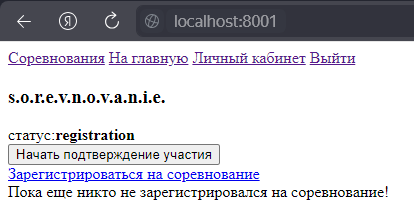 localhost:8001
Соревнования На главную Личный кабинет Выйти
s.o.r.e.v.n.o.v.a.n.i.e.
статус:registration
Начать подтверждение участия
Зарегистрироваться на соревнование
Пока еще никто не зарегистрировался на соревнование!